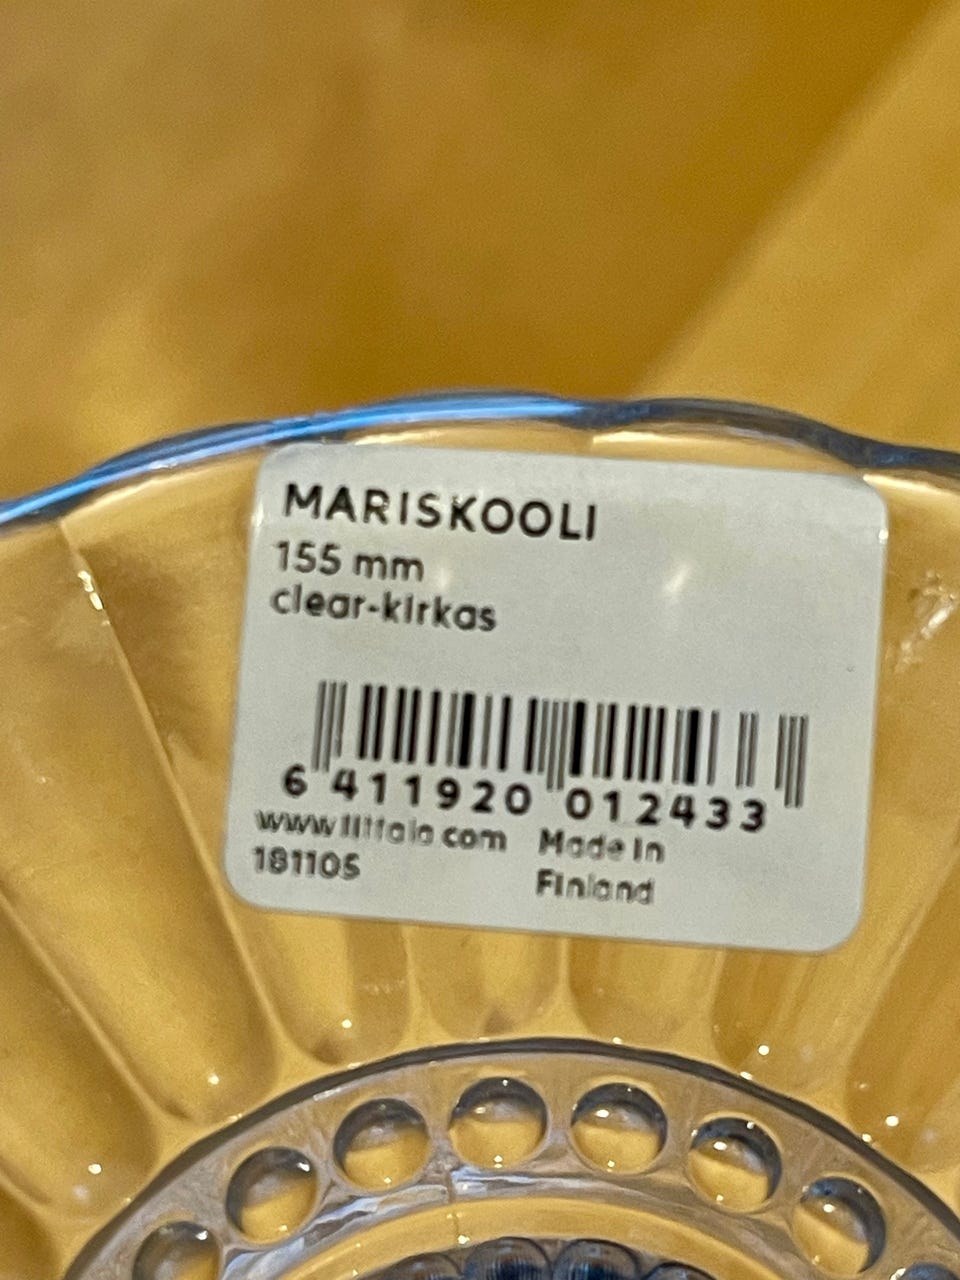 MARISKOOLI
155 mm
clear-kirkas
6 411920 012433
www.iittala.com Made in
181105 Finland